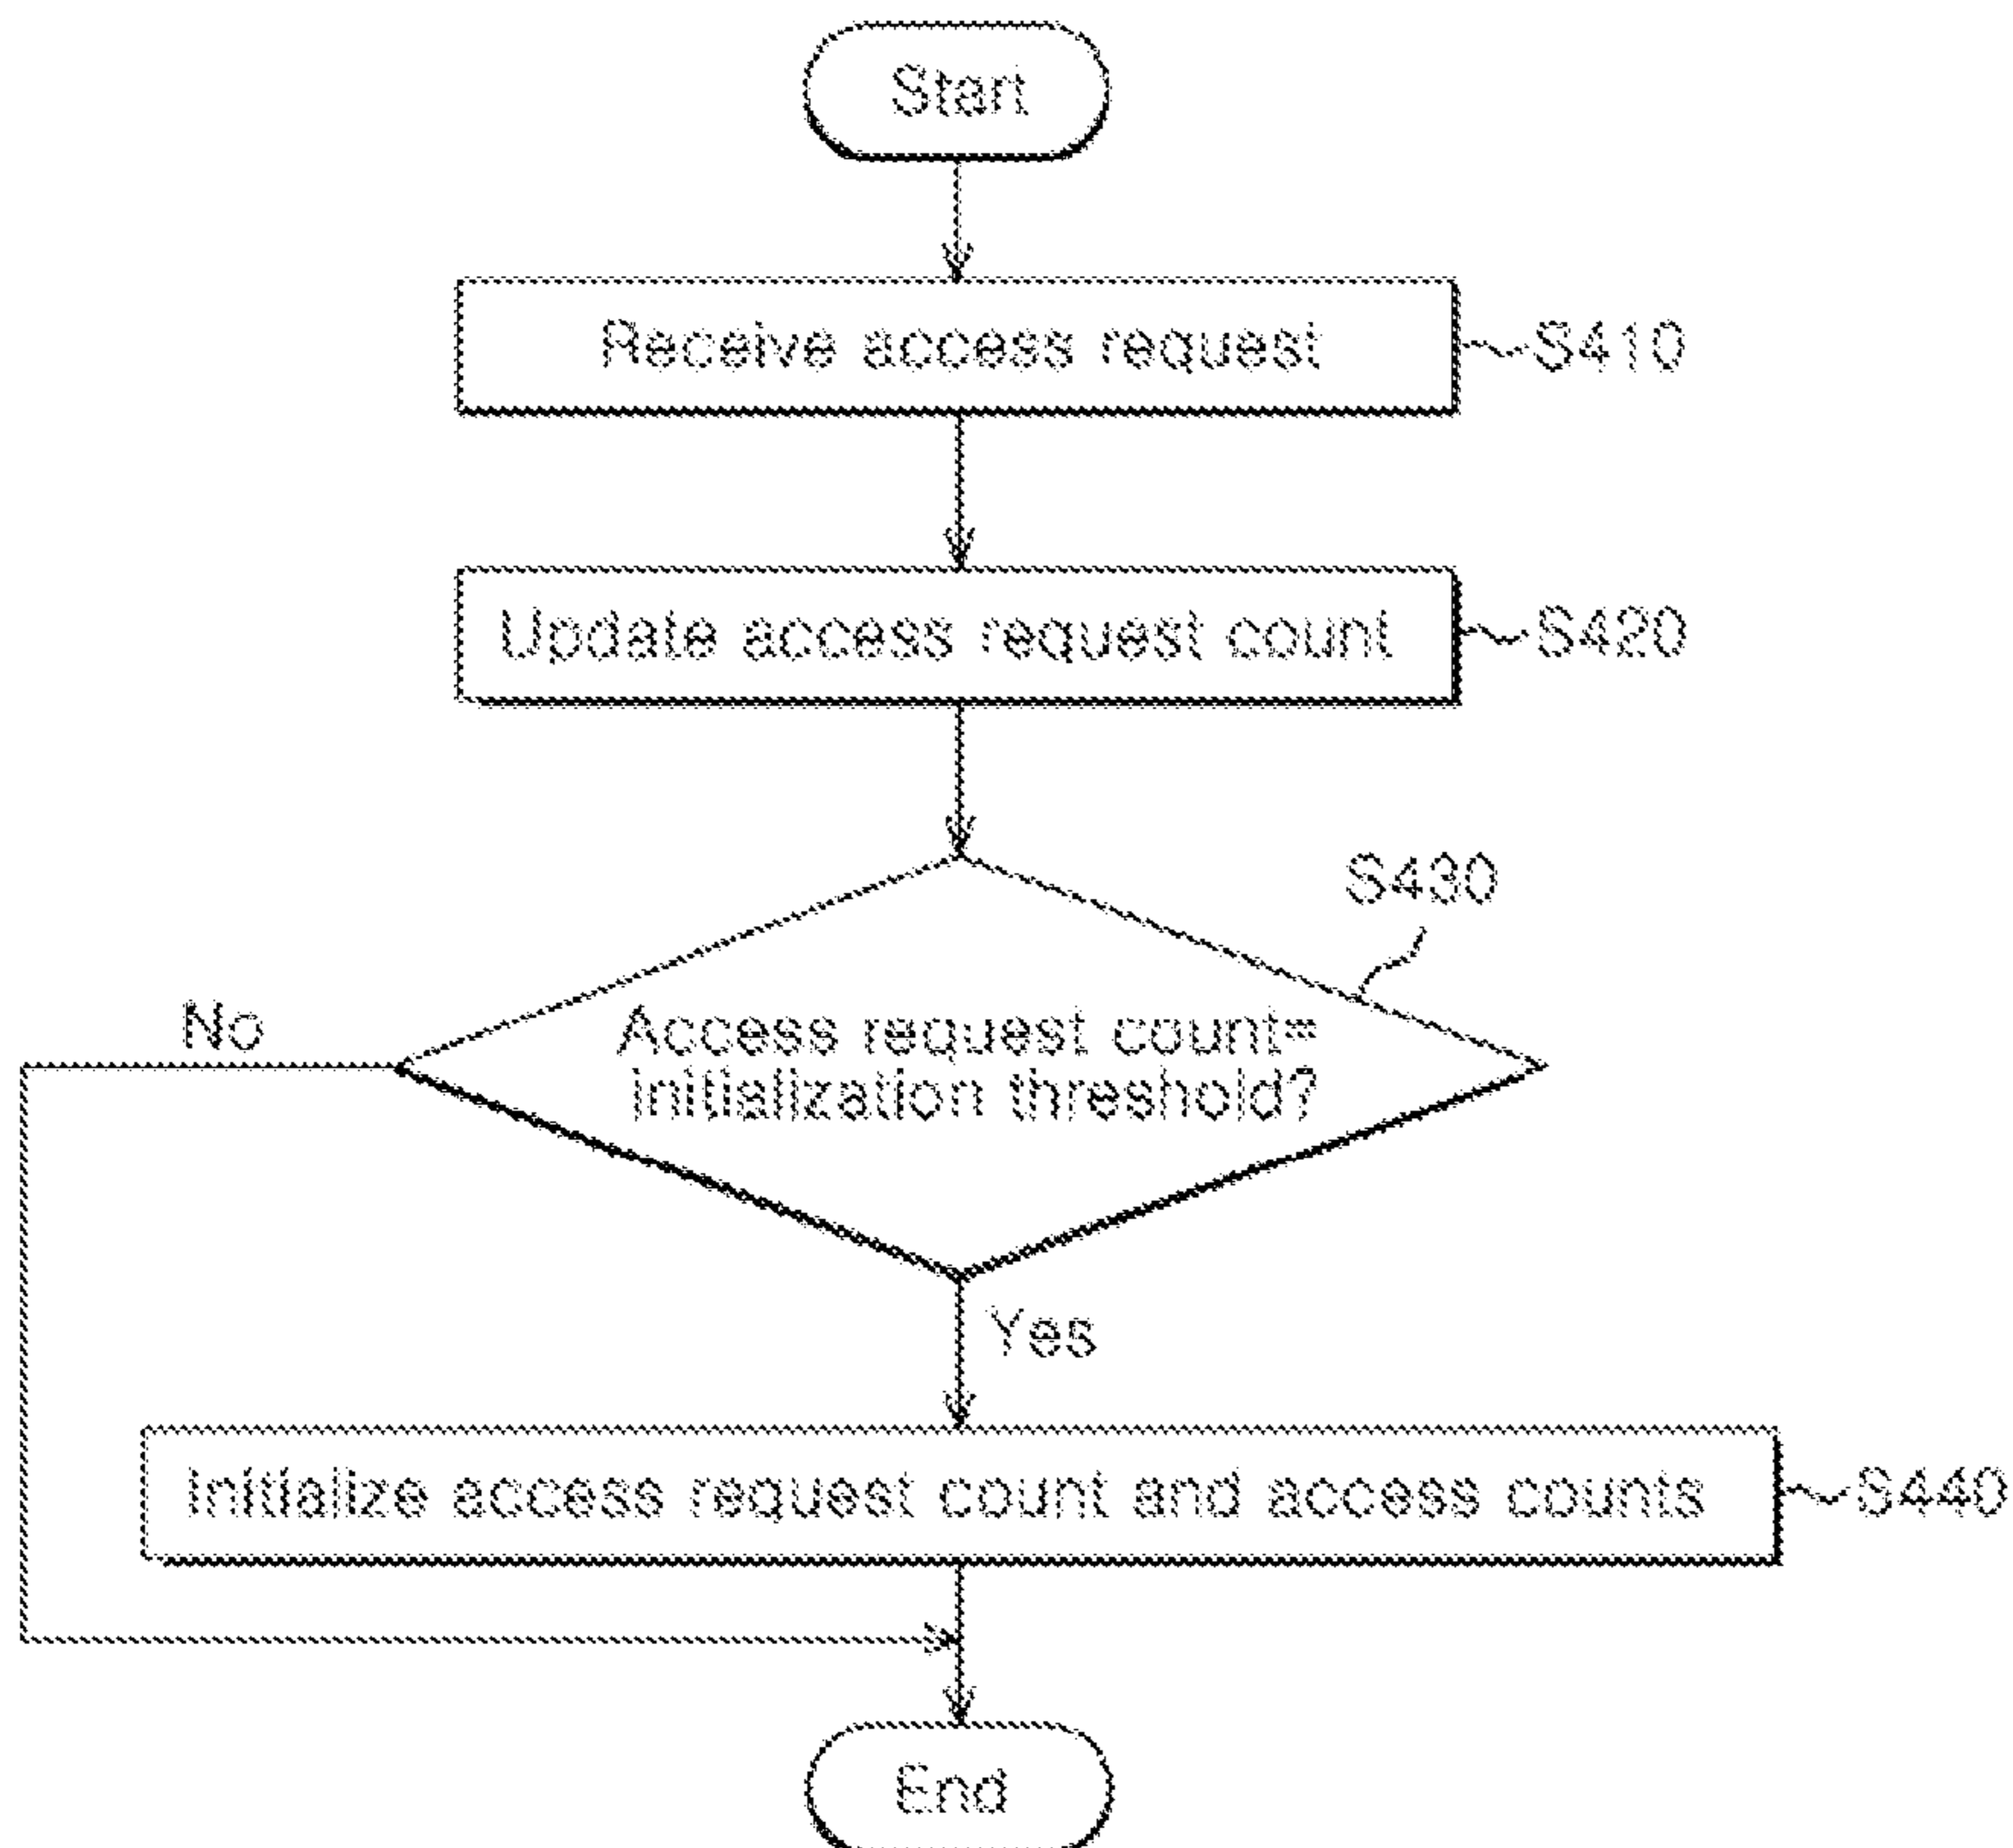 Start
Receive access request
S410
Update access request count
S420
S430
No
Access request count=
initialization threshold?
Yes
Initialize access request count and access counts
S440
End